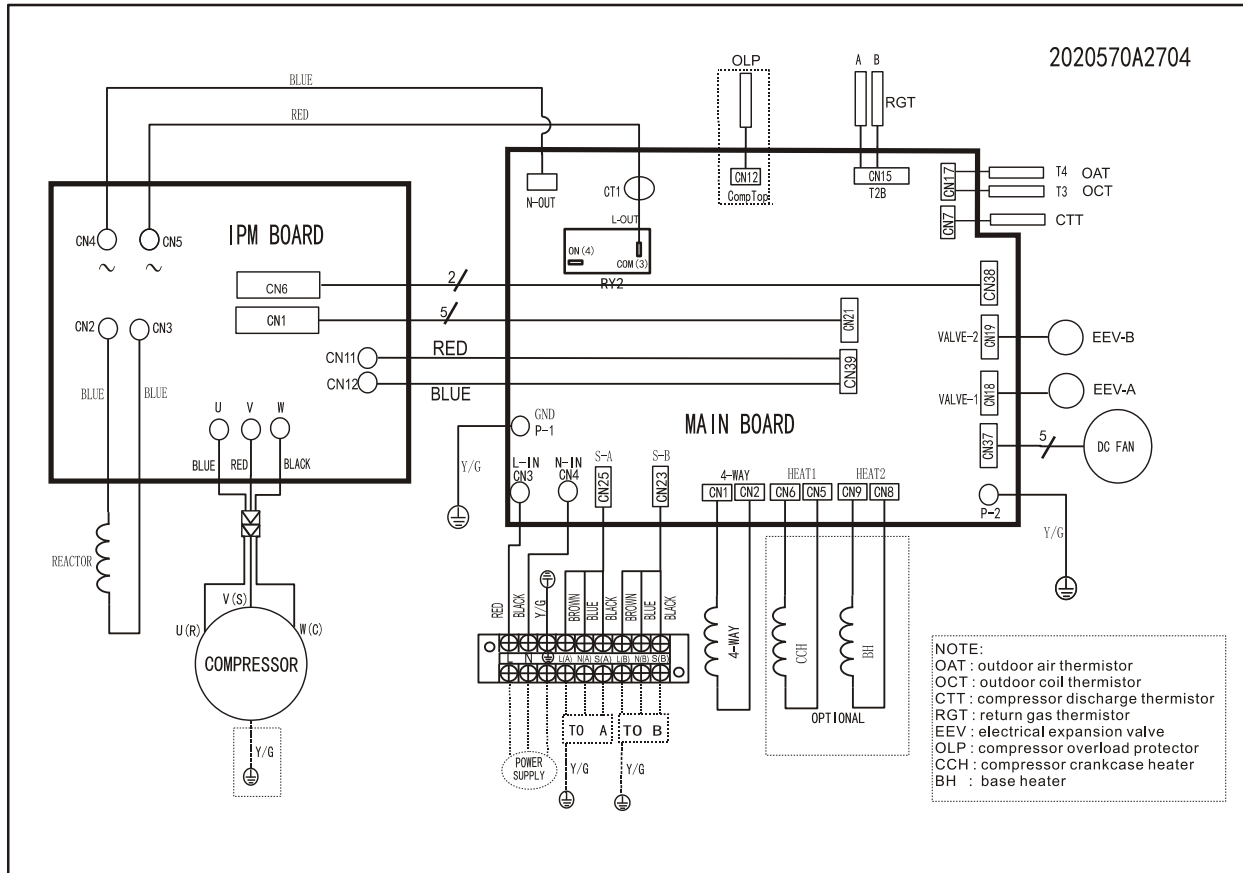 2020570A2704
BLUE
RED
OLP
A B
RGT
CN12
CompTop
CN15
T2B
CN17
T4 OAT
T3 OCT
CN7
CTT
N-OUT
CT1
L-OUT
ON(4)
COM(3)
RY2
IPM BOARD
CN4
CN5
~
~
CN6
2
CN38
CN1
5
CN21
CN2
CN3
CN11
RED
CN39
CN12
BLUE
VALVE-2
CN19
EEV-B
VALVE-1
CN18
EEV-A
BLUE
BLUE
U V W
BLUE
RED
BLACK
GND
P-1
Y/G
MAIN BOARD
CN37
5
DC FAN
L-IN
CN3
N-IN
CN4
S-A
CN25
S-B
CN23
4-WAY
CN1
CN2
HEAT1
CN6
CN5
HEAT2
CN9
CN8
P-2
Y/G
REACTOR
V(S)
U(R)
W(C)
COMPRESSOR
Y/G
RED
BLACK
Y/G
BROWN
BLUE
BLACK
BROWN
BLUE
BLACK
L N L(A) N(A) S(A) L(B) N(B) S(B)
TO A
TO B
POWER
SUPPLY
Y/G
Y/G
4-WAY
CCH
BH
OPTIONAL
NOTE:
OAT : outdoor air thermistor
OCT : outdoor coil thermistor
CTT : compressor discharge thermistor
RGT : return gas thermistor
EEV : electrical expansion valve
OLP : compressor overload protector
CCH : compressor crankcase heater
BH : base heater